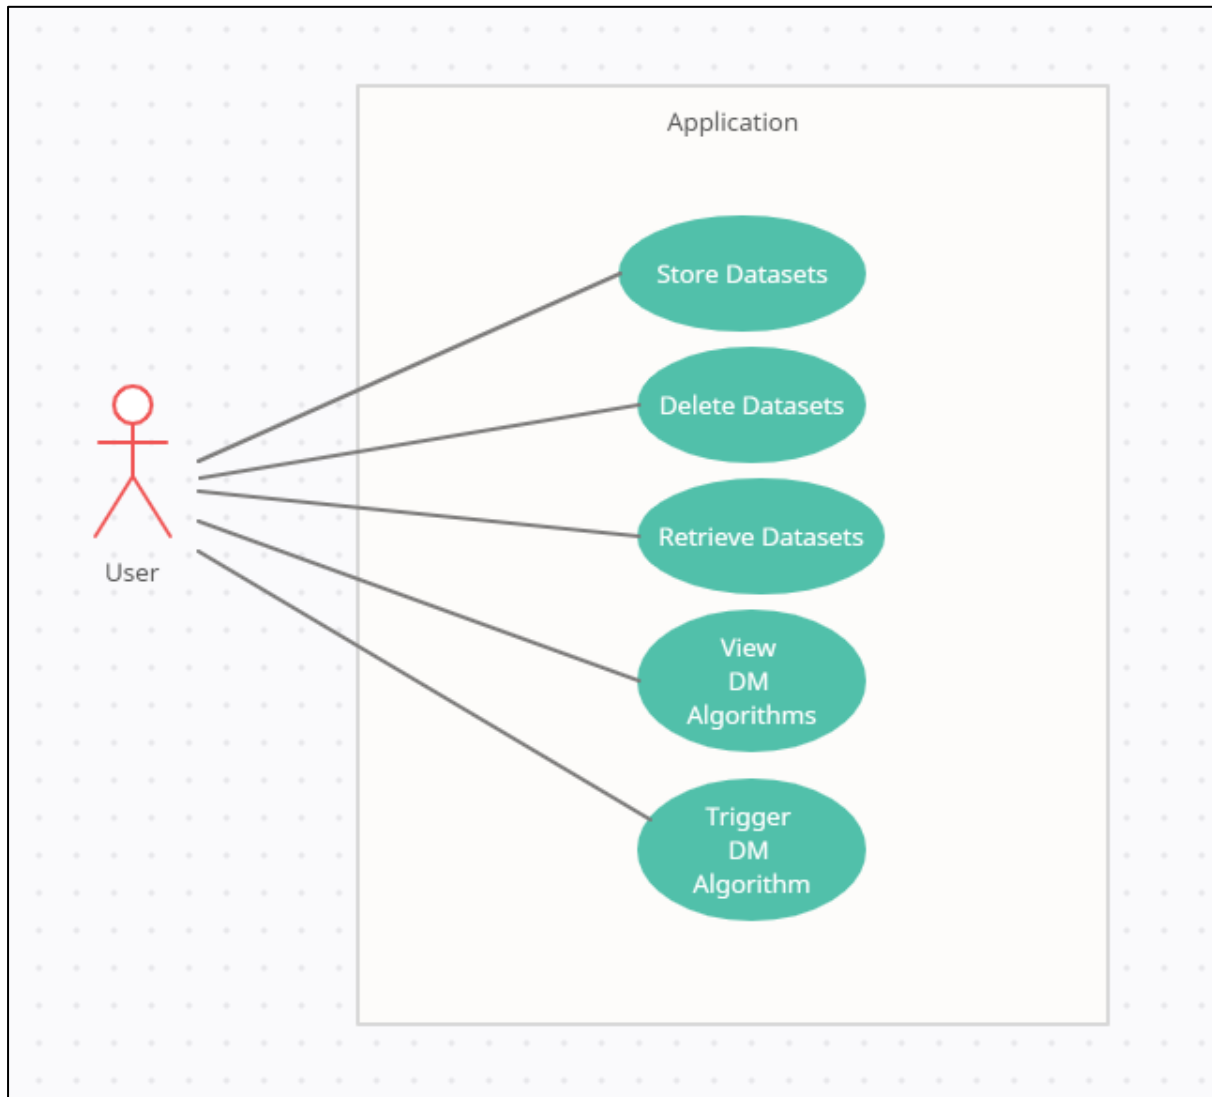 Application
Store Datasets
Delete Datasets
Retrieve Datasets
User
View
DM
Algorithms
Trigger
DM
Algorithm